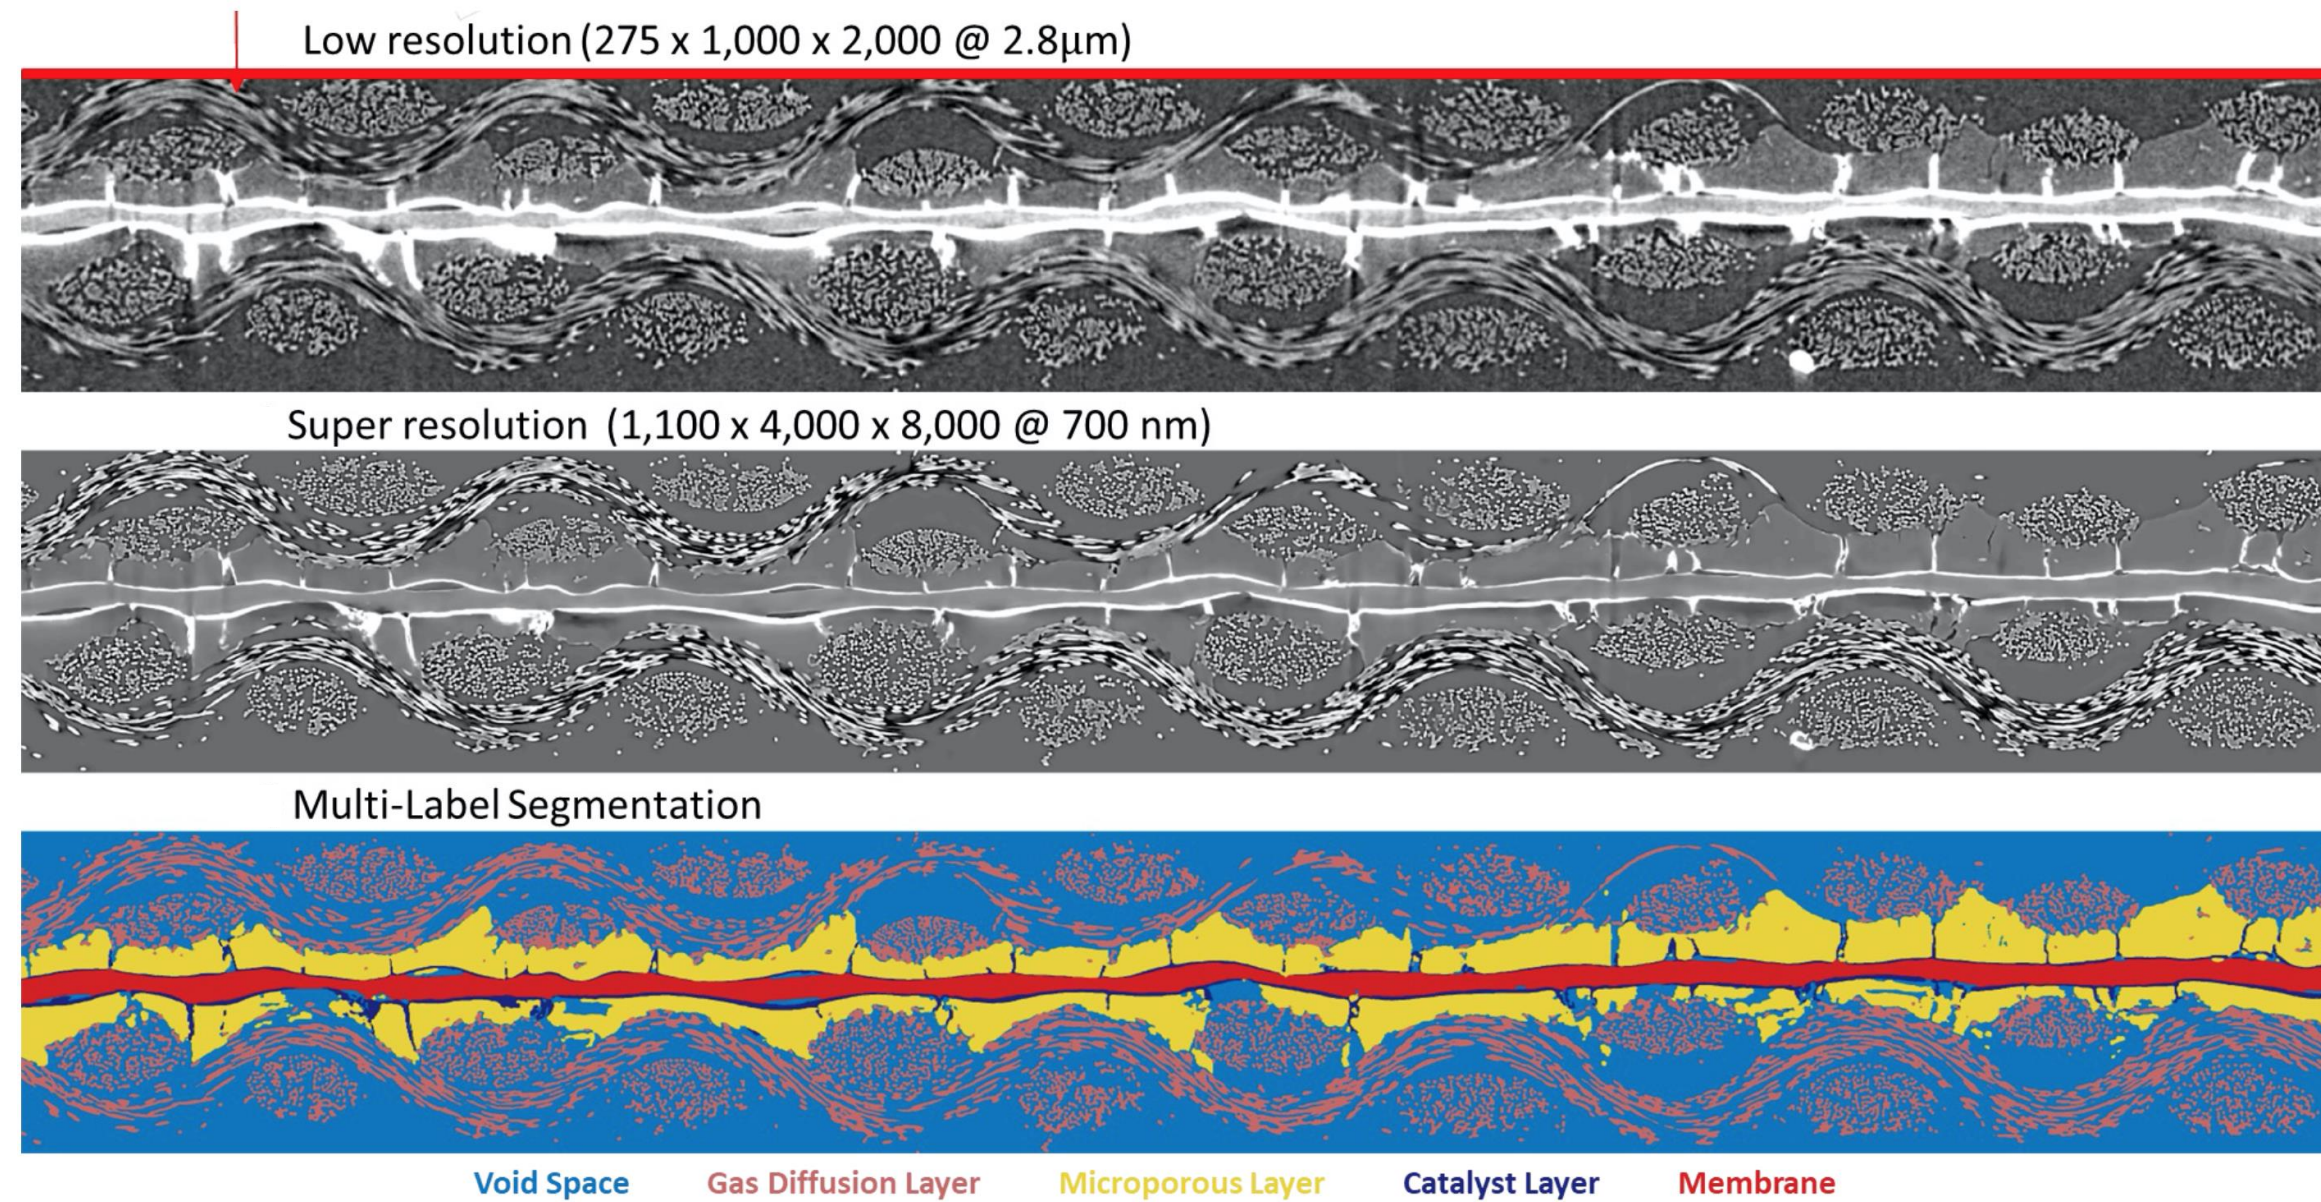 Low resolution (275 x 1,000 x 2,000 @ 2.8μm)
Super resolution (1,100 x 4,000 x 8,000 @ 700 nm)
Multi-Label Segmentation
Void Space Gas Diffusion Layer Microporous Layer Catalyst Layer Membrane